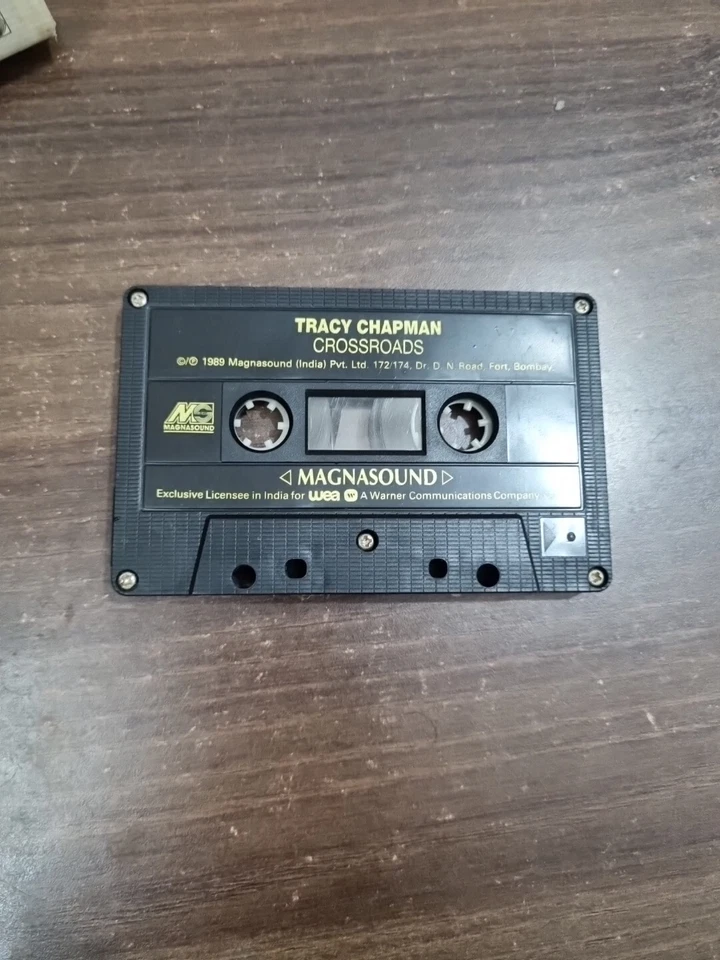 TRACY CHAPMAN
CROSSROADS
©/℗ 1989 Magnasound (India) Pvt. Ltd. 172/174, Dr. D. N. Road, Fort, Bombay.
MS
MAGNASOUND
◁ MAGNASOUND ▷
Exclusive Licensee in India for wea A Warner Communications Company